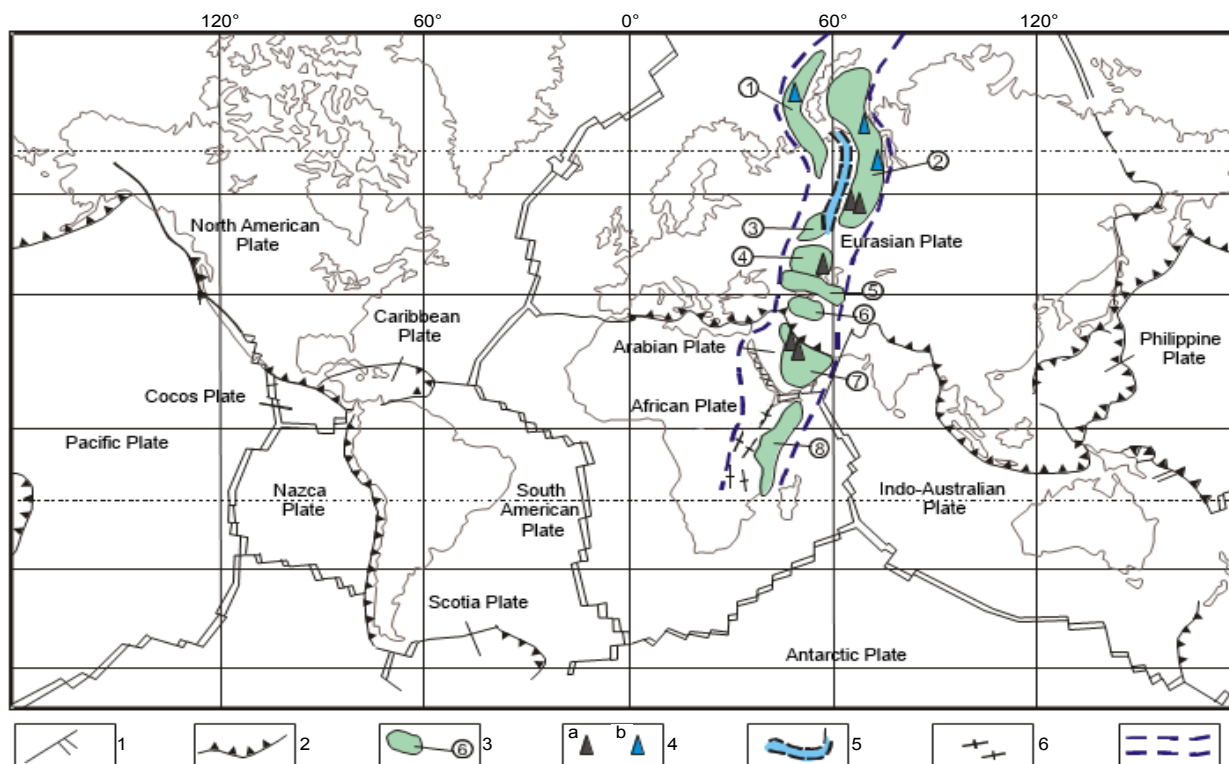 120° 60° 0° 60° 120°
①
②
③
④
⑤
⑥
⑦
⑧
North American
Plate
Eurasian Plate
Caribbean
Plate
Arabian Plate
Philippine
Plate
Cocos Plate
African Plate
Pacific Plate
Nazca
Plate
South
American
Plate
Indo-Australian
Plate
Scotia Plate
Antarctic Plate
1
2
⑥ 3
a b 4
5
6